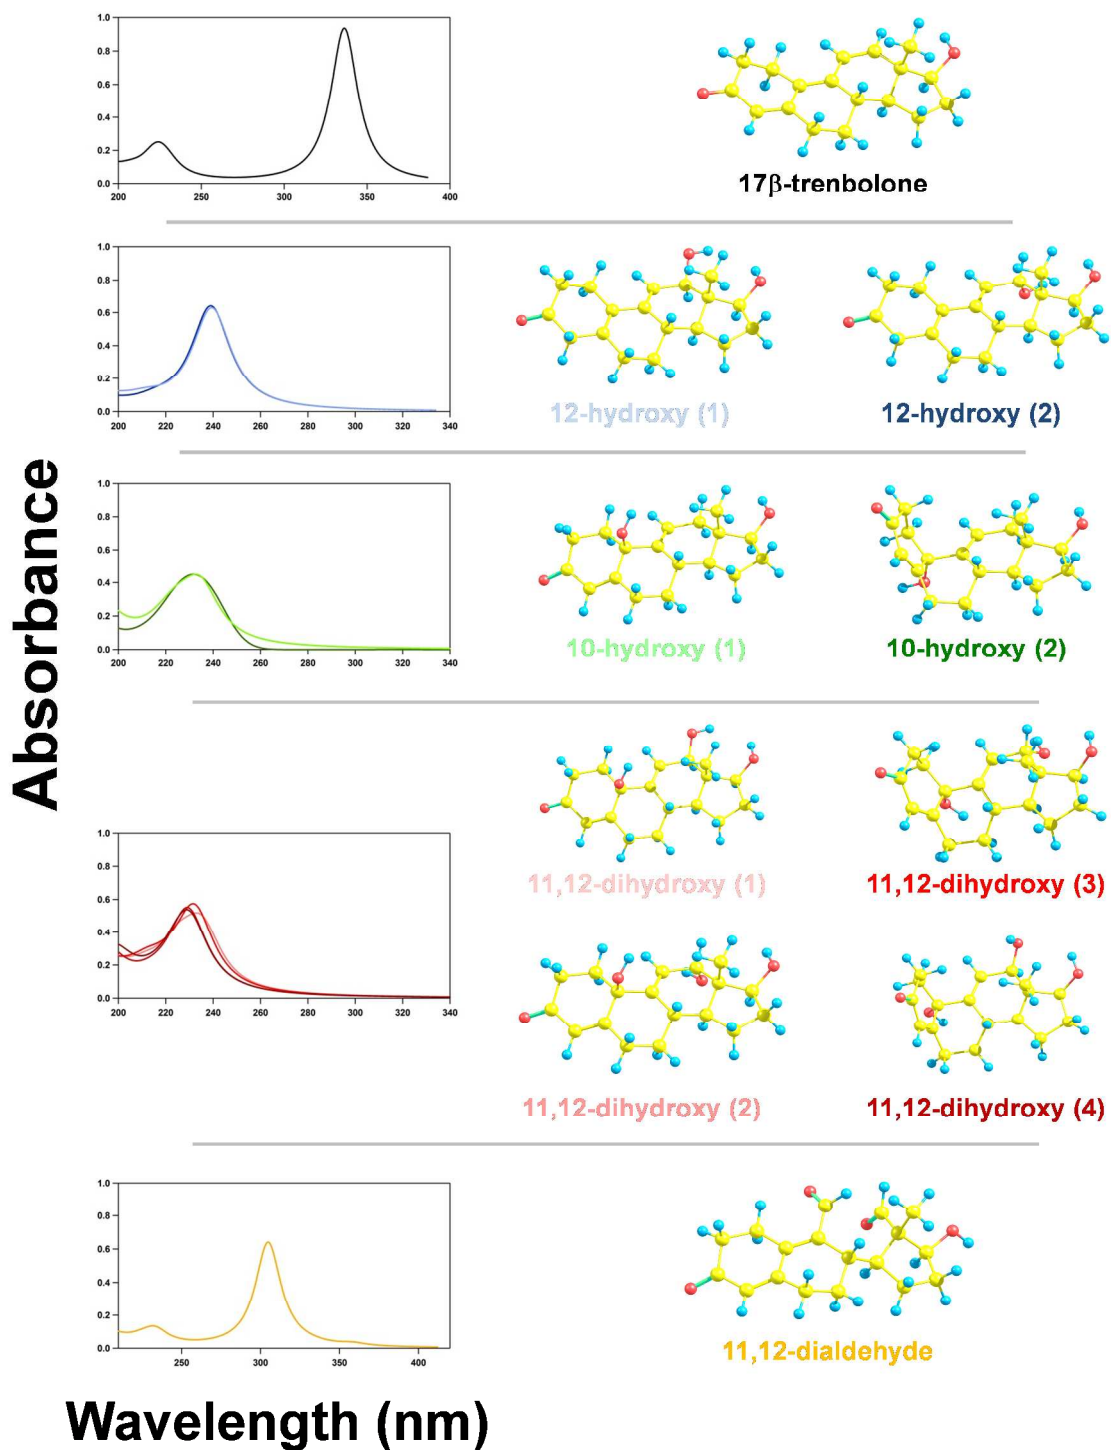 1.0
0.8
0.6
0.4
0.2
0.0
200 250 300 350 400
17β-trenbolone
1.0
0.8
0.6
0.4
0.2
0.0
200 220 240 260 280 300 320 340
12-hydroxy (1) 12-hydroxy (2)
1.0
0.8
0.6
0.4
0.2
0.0
200 220 240 260 280 300 320 340
10-hydroxy (1) 10-hydroxy (2)
Absorbance
11,12-dihydroxy (1) 11,12-dihydroxy (3)
1.0
0.8
0.6
0.4
0.2
0.0
200 220 240 260 280 300 320 340
11,12-dihydroxy (2) 11,12-dihydroxy (4)
1.0
0.8
0.6
0.4
0.2
0.0
250 300 350 400
11,12-dialdehyde
Wavelength (nm)